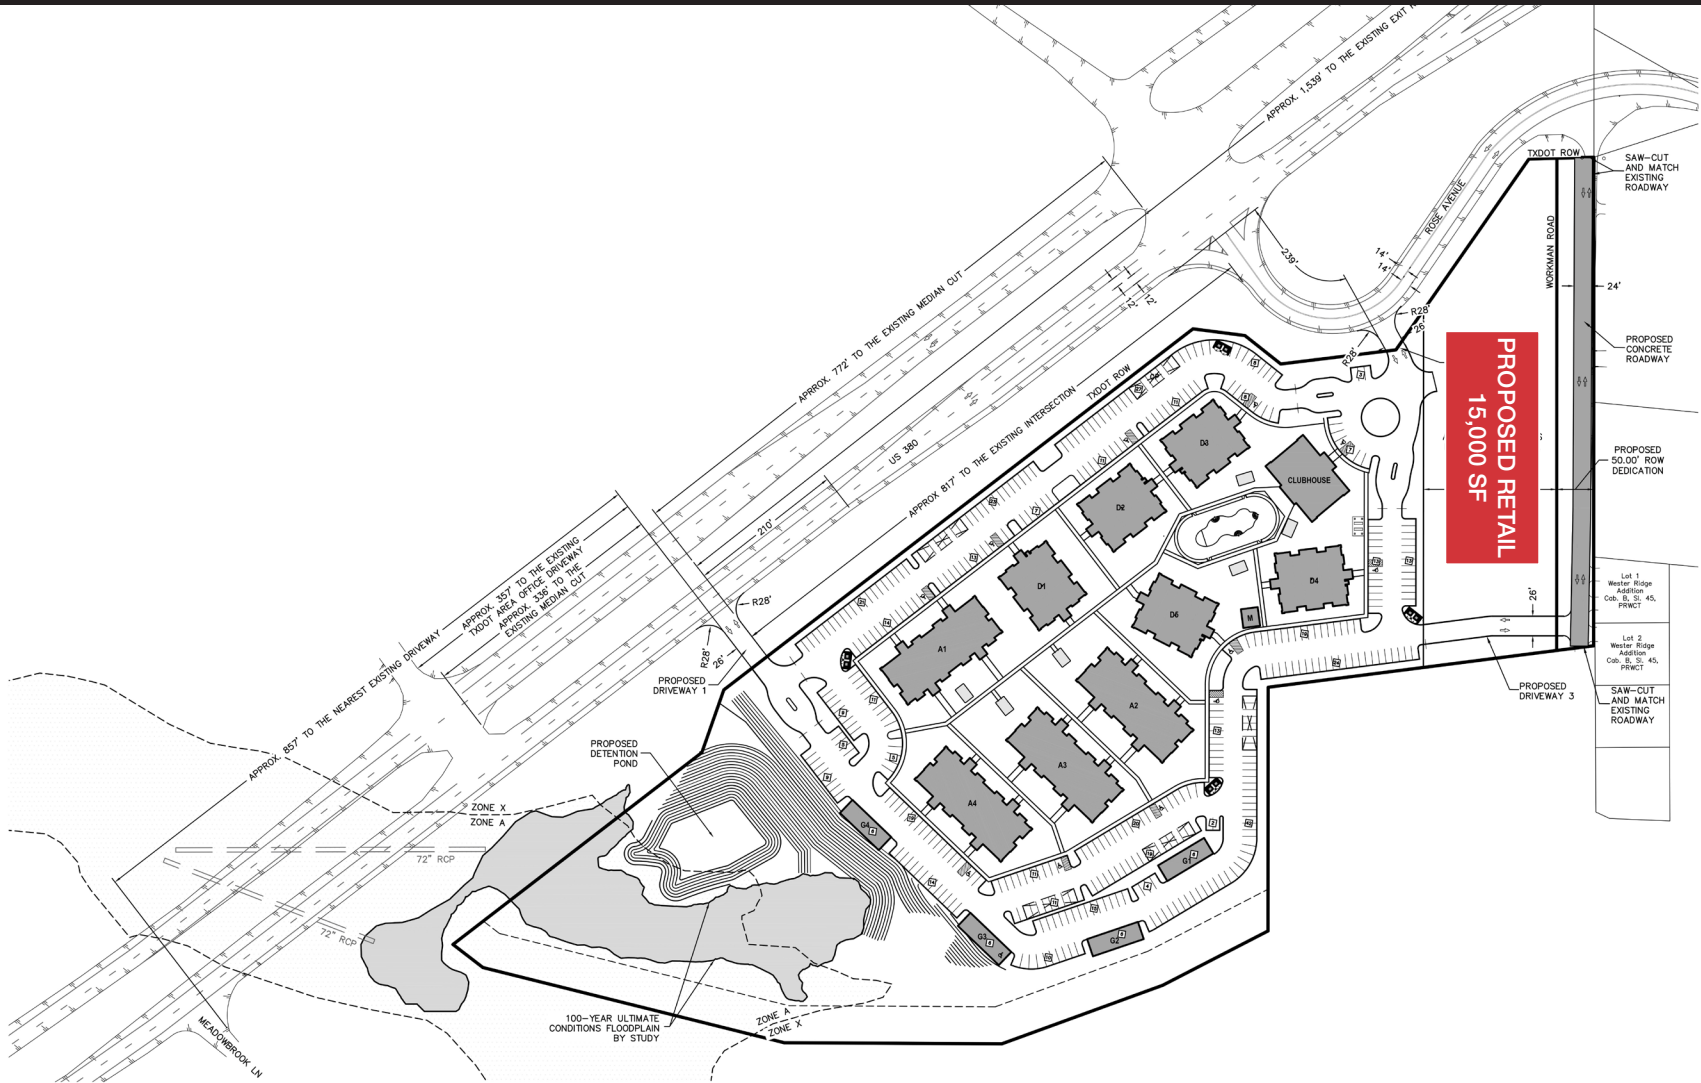 APPROX. 1,539' TO THE EXISTING EXIT
TXDOT ROW
SAW-CUT
AND MATCH
EXISTING
ROADWAY
ROSE AVENUE
WORKMAN ROAD
239'
14'
14'
12'
12'
24'
R28'
26'
R28'
APRROX. 772' TO THE EXISTING MEDIAN CUT
PROPOSED
CONCRETE
ROADWAY
PROPOSED RETAIL
15,000 SF
TXDOT ROW
APPROX 817' TO THE EXISTING INTERSECTION
US 380
PROPOSED
50.00' ROW
DEDICATION
D3
CLUBHOUSE
D2
D1
D4
D6
M
210'
APPROX. 357' TO THE EXISTING
TXDOT AREA OFFICE DRIVEWAY
APPROX. 336' TO THE
EXISTING MEDIAN CUT
R28'
R28'
26'
26'
Lot 1
Wester Ridge
Addition
Cab. B, Sl. 45,
PRWCT
Lot 2
Wester Ridge
Addition
Cab. B, Sl. 45,
PRWCT
A1
A2
A3
A4
PROPOSED
DRIVEWAY 1
PROPOSED
DRIVEWAY 3
SAW-CUT
AND MATCH
EXISTING
ROADWAY
APPROX. 857' TO THE NEAREST EXISTING DRIVEWAY
PROPOSED
DETENTION
POND
ZONE X
ZONE A
72" RCP
72" RCP
G4
G1
G3
G2
100-YEAR ULTIMATE
CONDITIONS FLOODPLAIN
BY STUDY
ZONE A
ZONE X
MEADOWBROOK LN